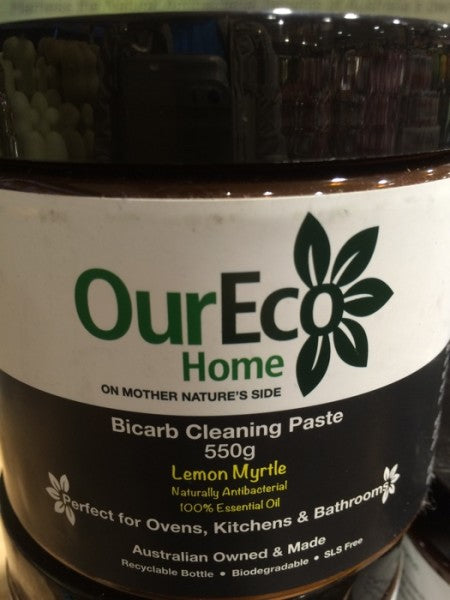 OurEco
Home
ON MOTHER NATURE'S SIDE
Bicarb Cleaning Paste
550g
Lemon Myrtle
Naturally Antibacterial
100% Essential Oil
Perfect for Ovens, Kitchens & Bathrooms
Australian Owned & Made
Recyclable Bottle • Biodegradable • SLS Free